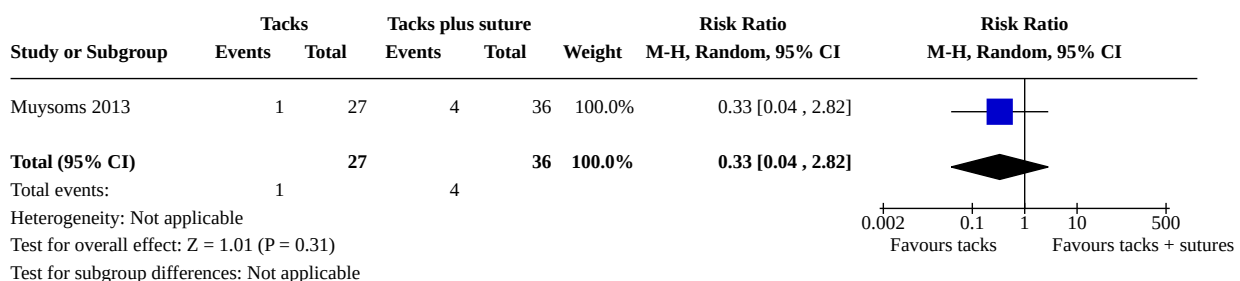 Tacks Tacks plus suture Risk Ratio Risk Ratio
Study or Subgroup Events Total Events Total Weight M-H, Random, 95% CI M-H, Random, 95% CI
Muysoms 2013 1 27 4 36 100.0% 0.33 [0.04 , 2.82]
Total (95% CI) 27 36 100.0% 0.33 [0.04 , 2.82]
Total events: 1 4
Heterogeneity: Not applicable
0.002 0.1 1 10 500
Test for overall effect: Z = 1.01 (P = 0.31) Favours tacks Favours tacks + sutures
Test for subgroup differences: Not applicable